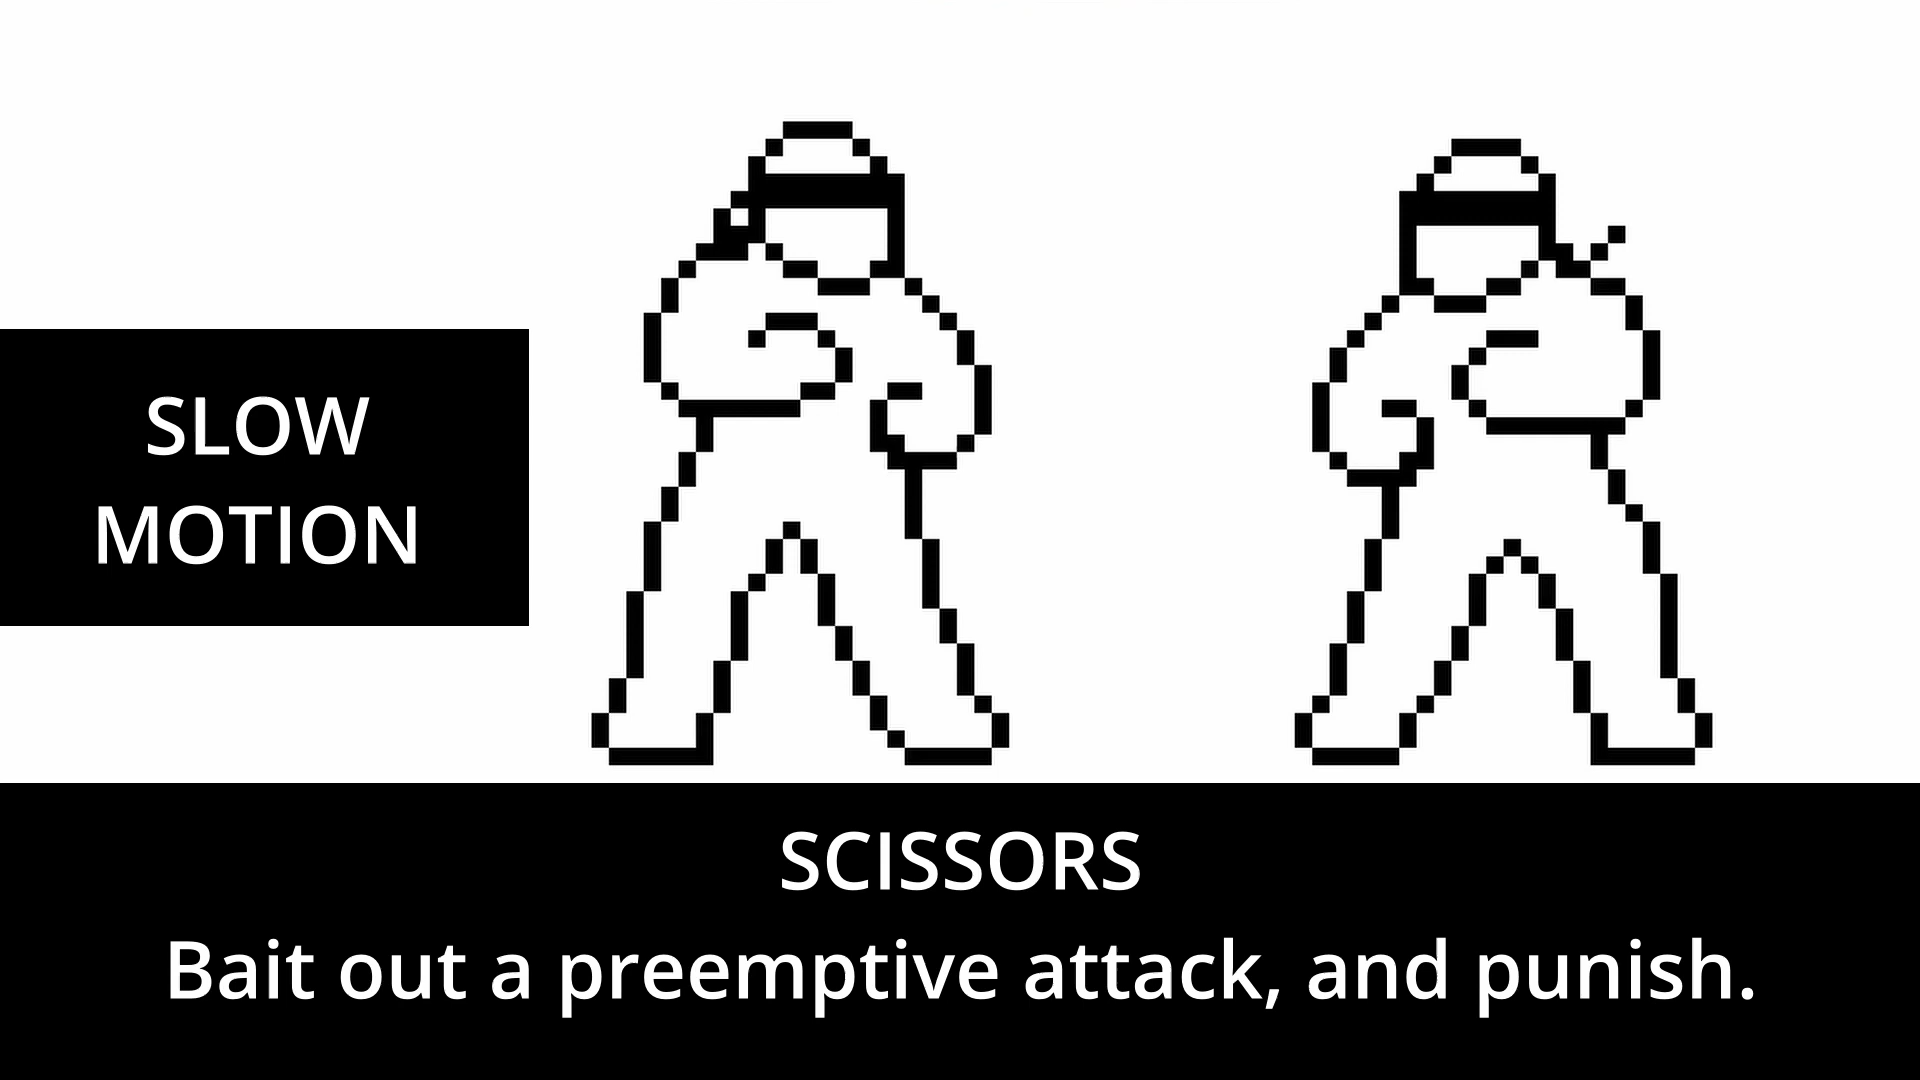 SLOW
MOTION
SCISSORS
Bait out a preemptive attack, and punish.